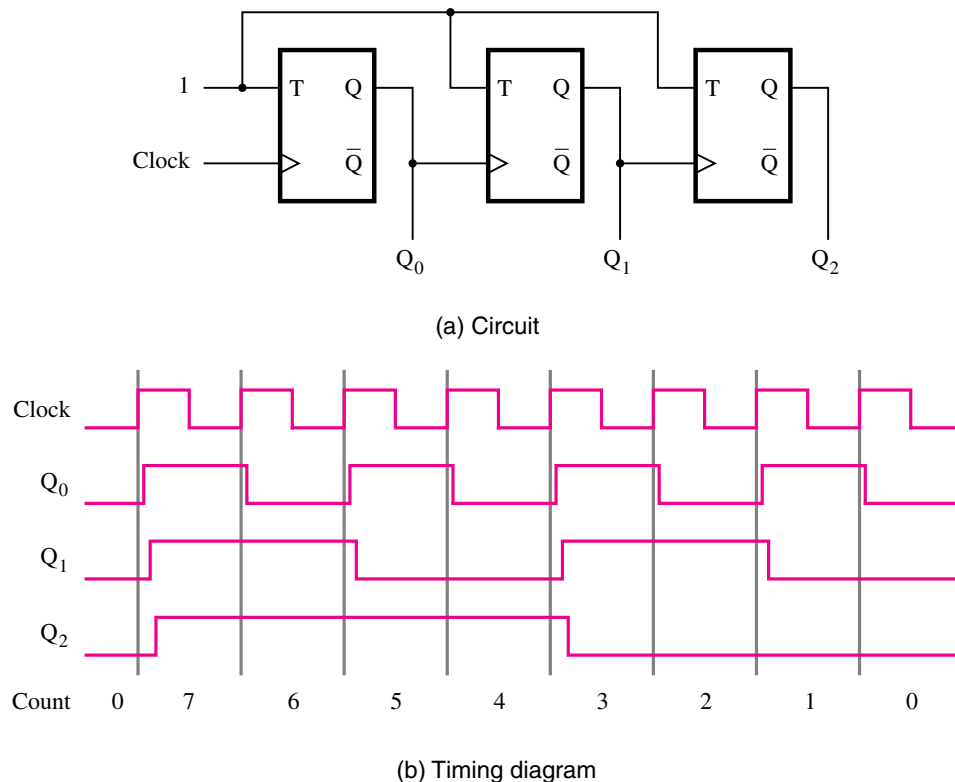 1 T Q T Q T Q
Clock Q̅ Q̅ Q̅
Q₀ Q₁ Q₂
(a) Circuit
Clock
Q₀
Q₁
Q₂
Count 0 7 6 5 4 3 2 1 0
(b) Timing diagram